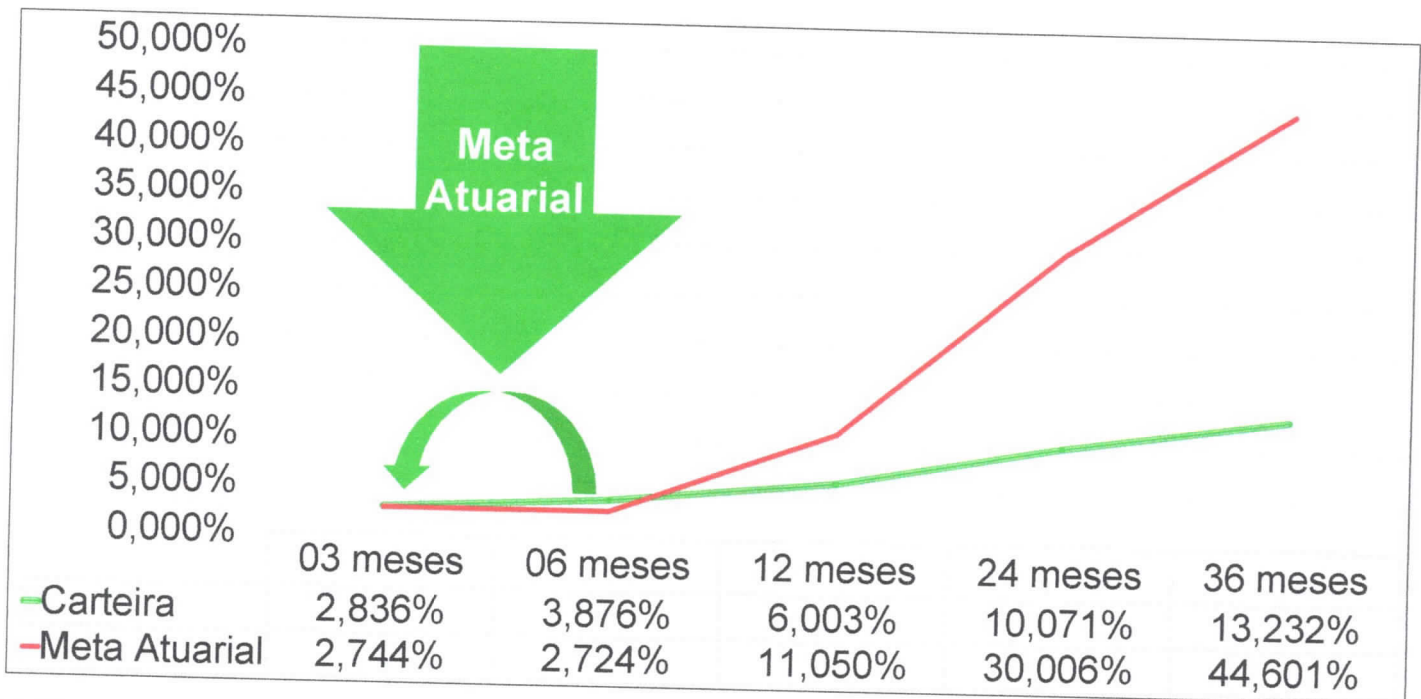 50,000%
45,000%
40,000%
35,000%
30,000%
25,000%
20,000%
15,000%
10,000%
5,000%
0,000%
Meta
Atuarial
03 meses 06 meses 12 meses 24 meses 36 meses
Carteira 2,836% 3,876% 6,003% 10,071% 13,232%
Meta Atuarial 2,744% 2,724% 11,050% 30,006% 44,601%